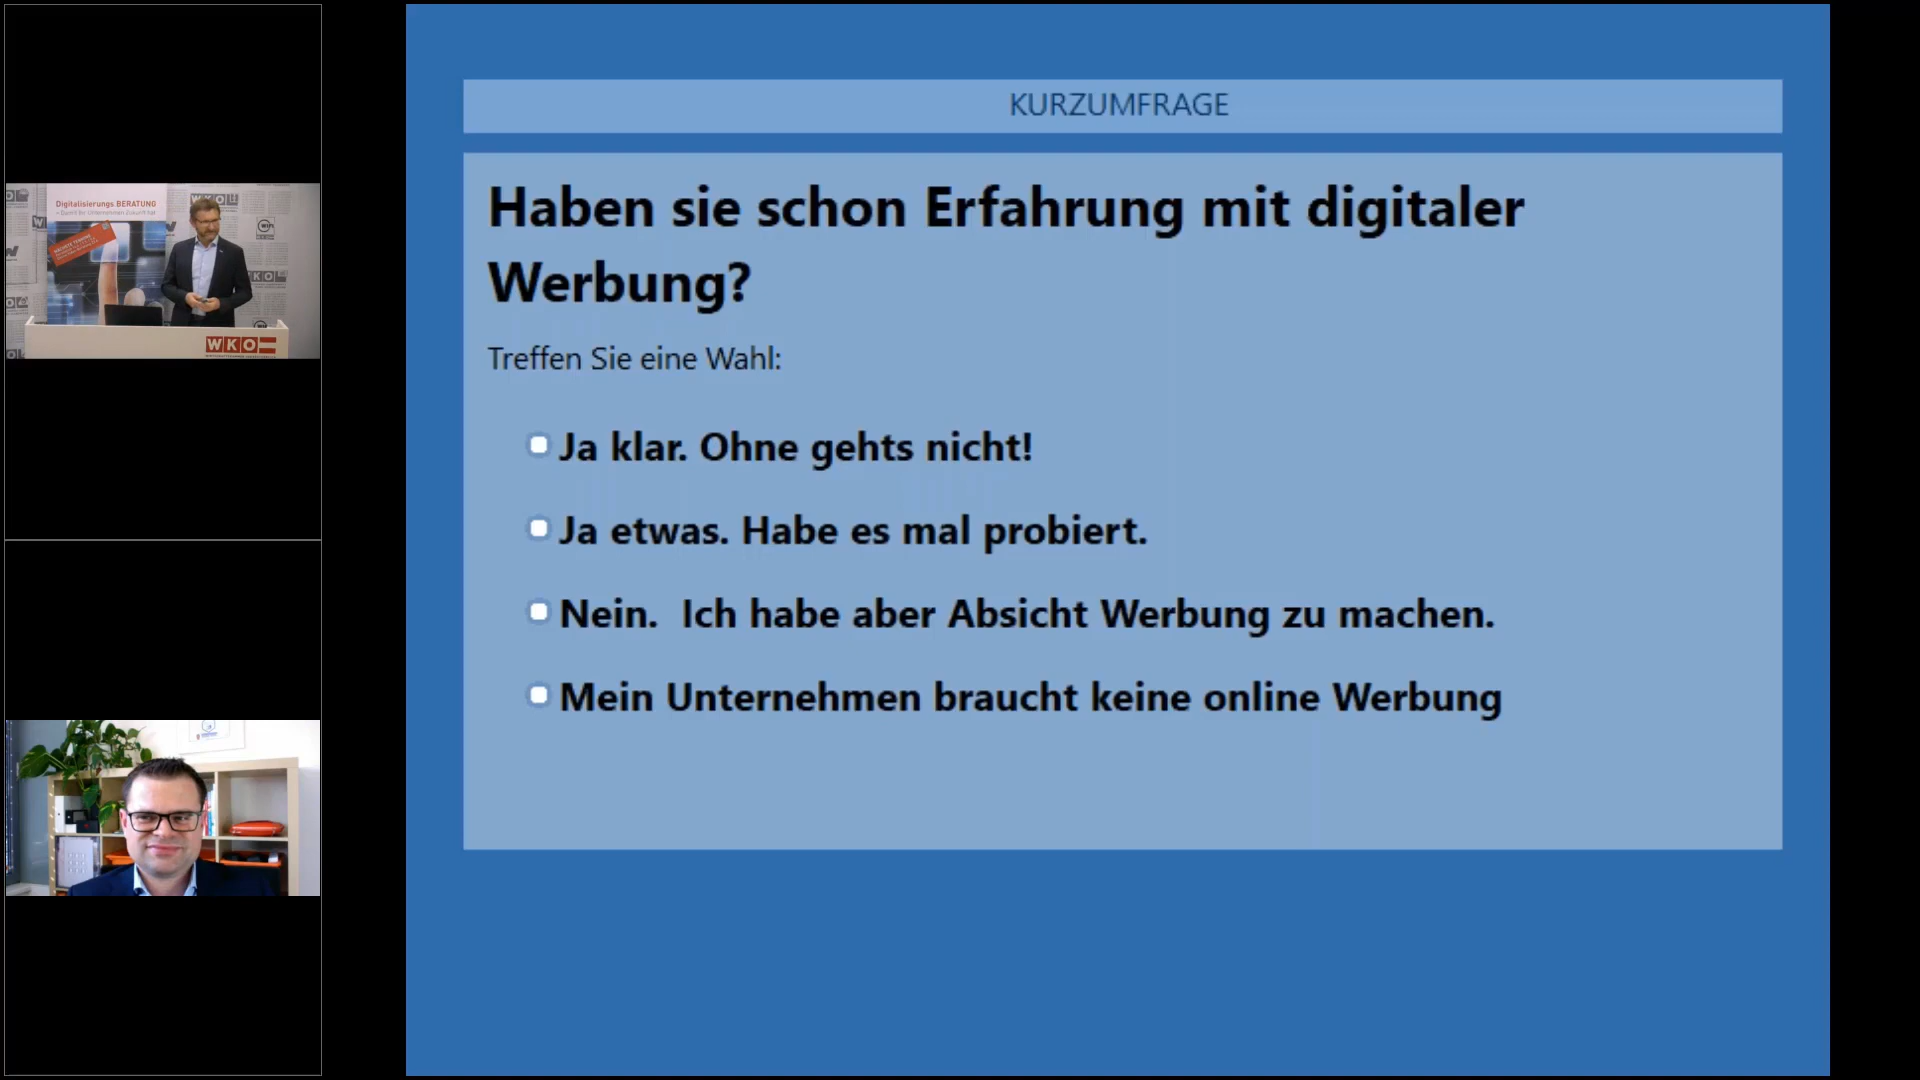 KURZUMFRAGE
Haben sie schon Erfahrung mit digitaler
Werbung?
Treffen Sie eine Wahl:
Ja klar. Ohne gehts nicht!
Ja etwas. Habe es mal probiert.
Nein.  Ich habe aber Absicht Werbung zu machen.
Mein Unternehmen braucht keine online Werbung
Digitalisierungs BERATUNG
WKO
WKO